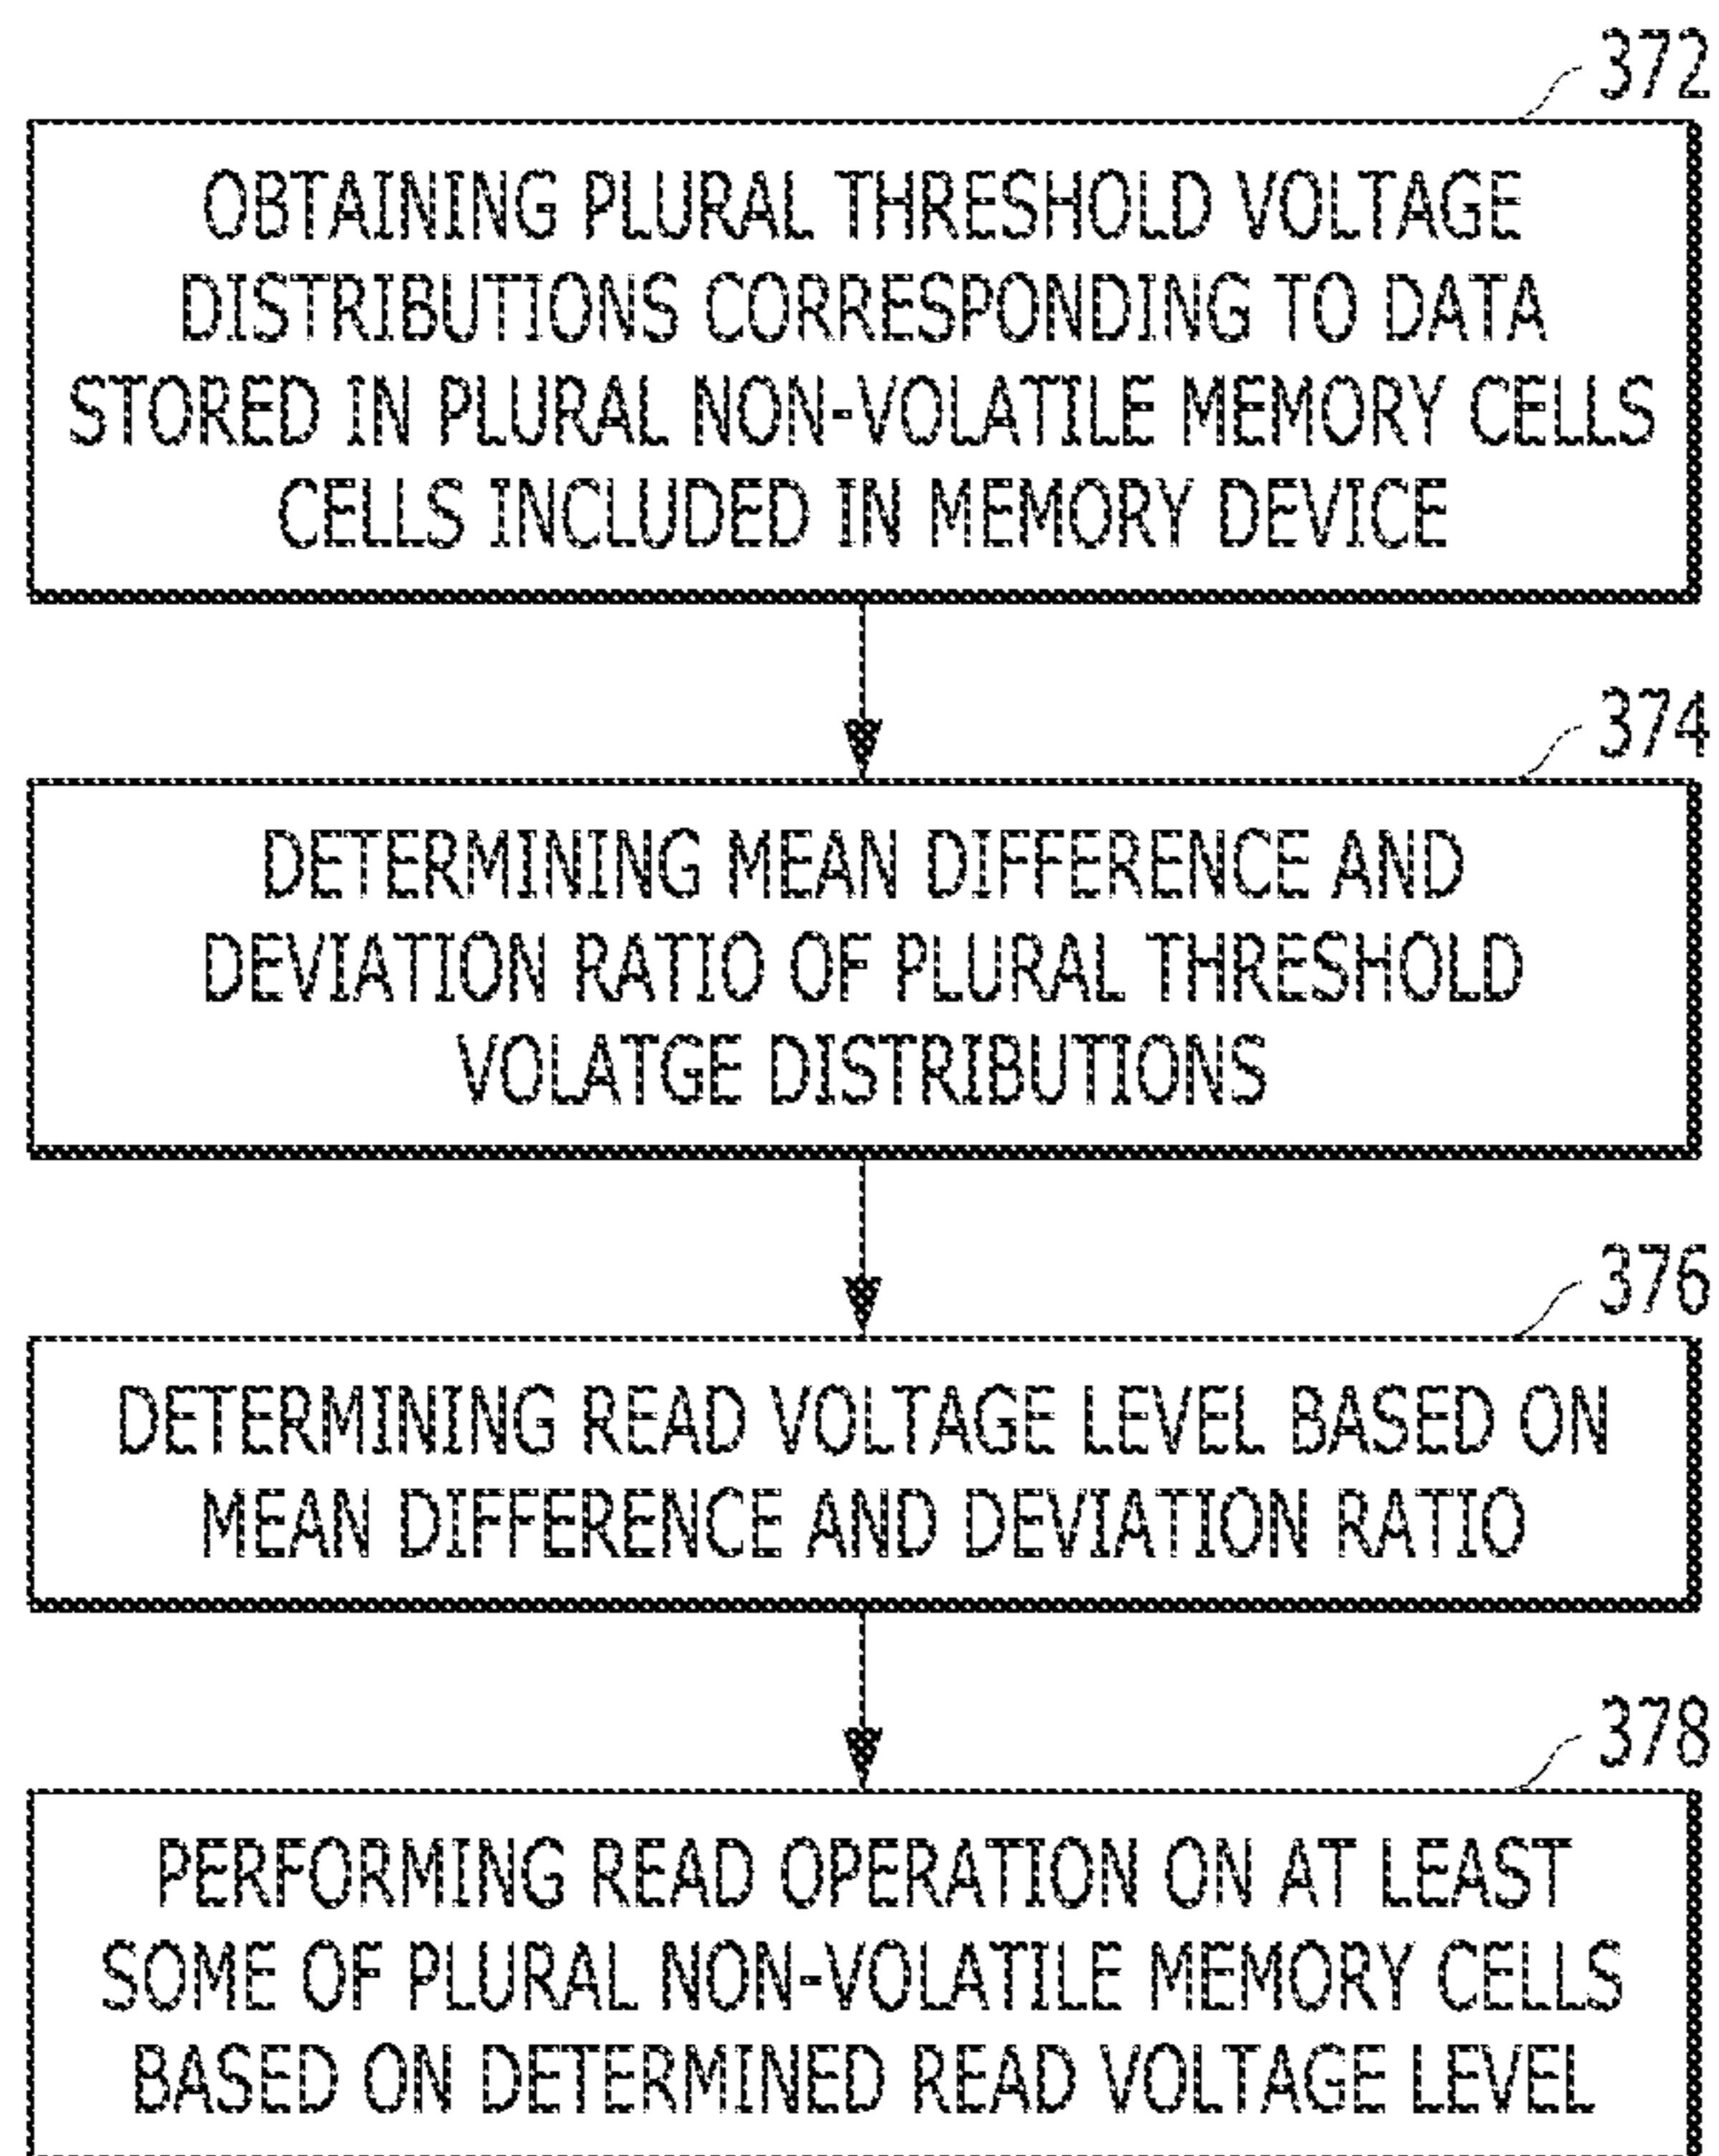 372
OBTAINING PLURAL THRESHOLD VOLTAGE
DISTRIBUTIONS CORRESPONDING TO DATA
STORED IN PLURAL NON-VOLATILE MEMORY CELLS
CELLS INCLUDED IN MEMORY DEVICE
374
DETERMINING MEAN DIFFERENCE AND
DEVIATION RATIO OF PLURAL THRESHOLD
VOLATGE DISTRIBUTIONS
376
DETERMINING READ VOLTAGE LEVEL BASED ON
MEAN DIFFERENCE AND DEVIATION RATIO
378
PERFORMING READ OPERATION ON AT LEAST
SOME OF PLURAL NON-VOLATILE MEMORY CELLS
BASED ON DETERMINED READ VOLTAGE LEVEL